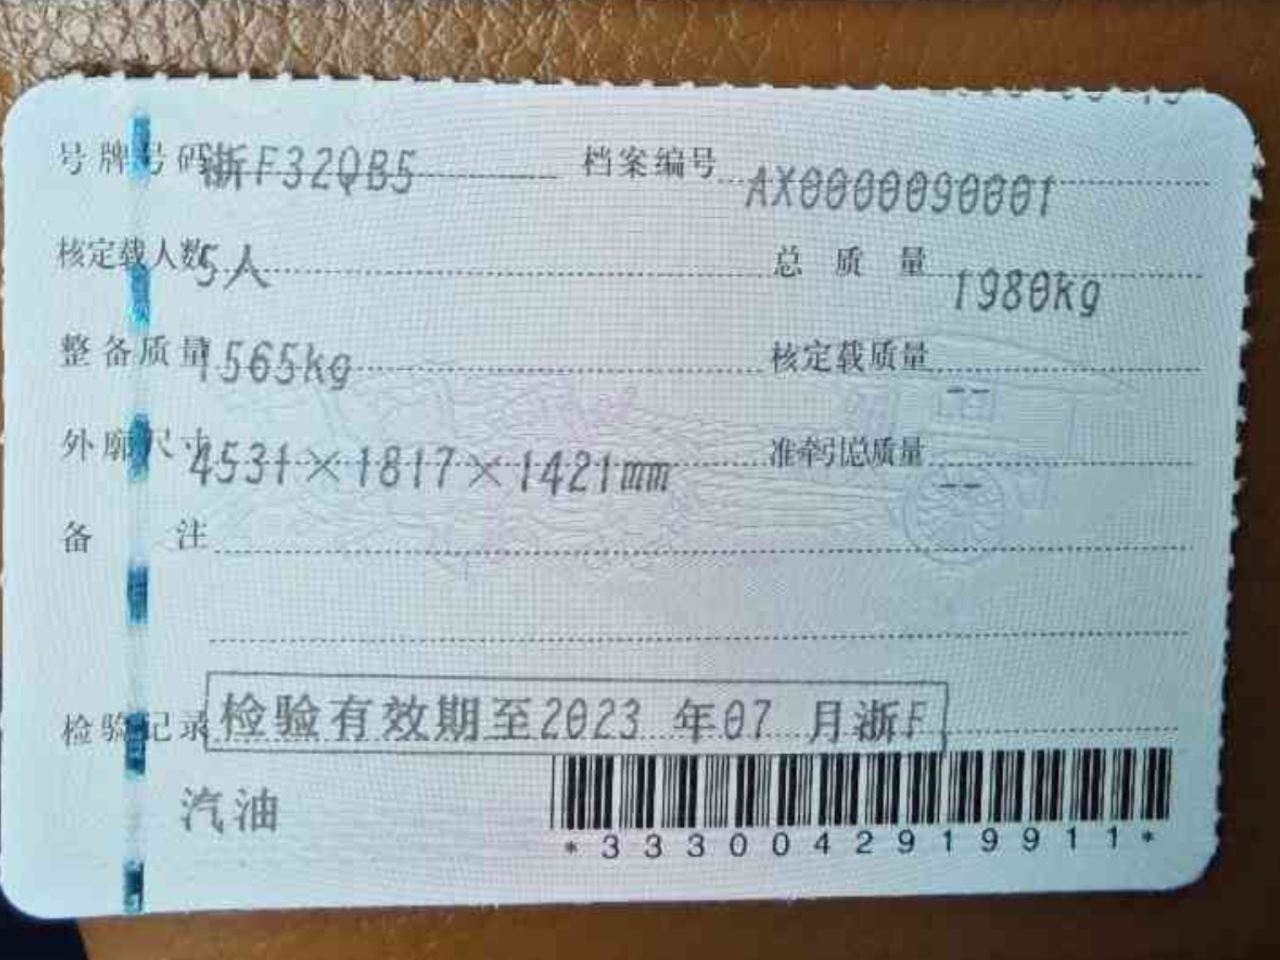 号牌号码 浙F32QB5 档案编号 AX0000090001
核定载人数 5人 总质量 1980kg
整备质量 1565kg 核定载质量 --
外廓尺寸 4531×1817×1421mm 准牵引总质量 --
备注
检验记录 检验有效期至2023 年07 月浙F
汽油
*3330042919911*